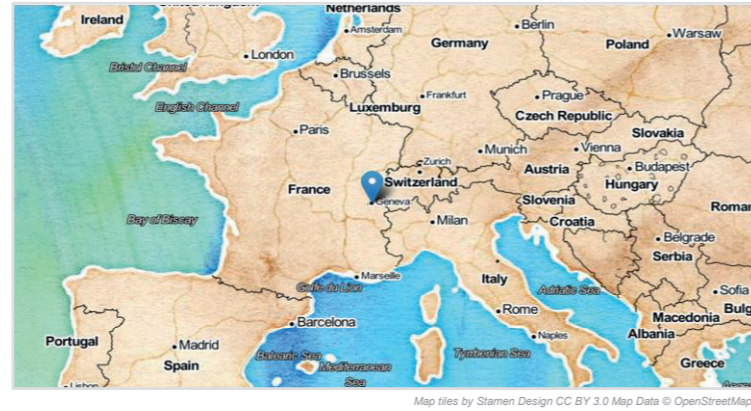 Netherlands
Ireland
Amsterdam
Berlin
London
Germany
Poland
Warsaw
Bristol Channel
Brussels
English Channel
Luxemburg
Frankfurt
Prague
Czech Republic
Paris
Slovakia
Munich
Vienna
Zurich
Austria
Budapest
France
Switzerland
Hungary
Geneva
Slovenia
Roman
Bay of Biscay
Milan
Croatia
Belgrade
Serbia
Marseille
Golfe du Lion
Italy
Adriatic Sea
Sofia
Rome
Barcelona
Macedonia
Bulg
Portugal
Madrid
Naples
Albania
Balearic Sea
Tyrrhenian Sea
Spain
Mediterranean
Sea
Greece
Lisbon
Map tiles by Stamen Design CC BY 3.0 Map Data © OpenStreetMap